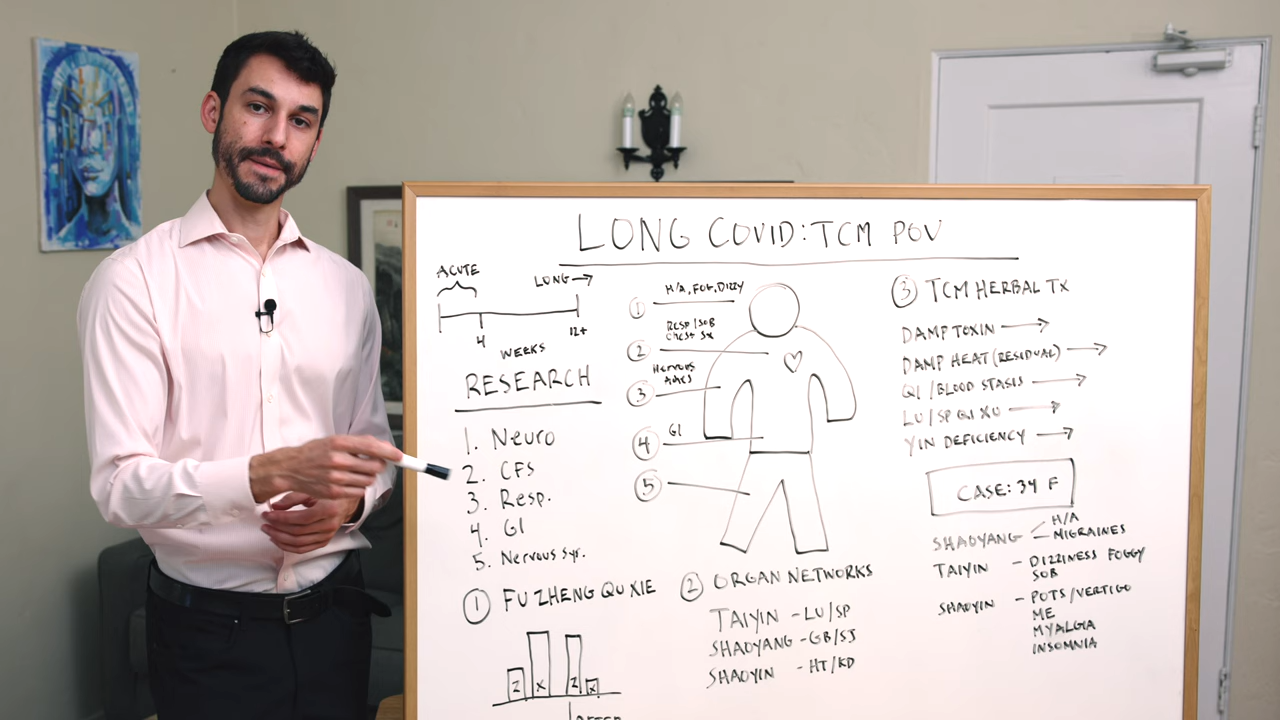 LONG COVID: TCM POV
ACUTE
LONG →
4
12+
WEEKS
RESEARCH
1. Neuro
2. CFS
3. Resp.
4. GI
5. Nervous Sys.
① FU ZHENG QU XIE
Z X Z X
AFTER
① H/A, FOG, DIZZY
② RESP/SOB
Chest SX
③ Nervous
Aches
④ GI
⑤
② ORGAN NETWORKS
TAIYIN - LU/SP
SHAOYANG - GB/SJ
SHAOYIN - HT/KD
③ TCM HERBAL TX
DAMP TOXIN →
DAMP HEAT (RESIDUAL) →
QI/BLOOD STASIS →
LU/SP QI XU →
YIN DEFICIENCY →
CASE: 34 F
SHAOYANG < H/A
- MIGRAINES
TAIYIN - DIZZINESS FOGGY
SOB
SHAOYIN - POTS/VERTIGO
ME
MYALGIA
INSOMNIA